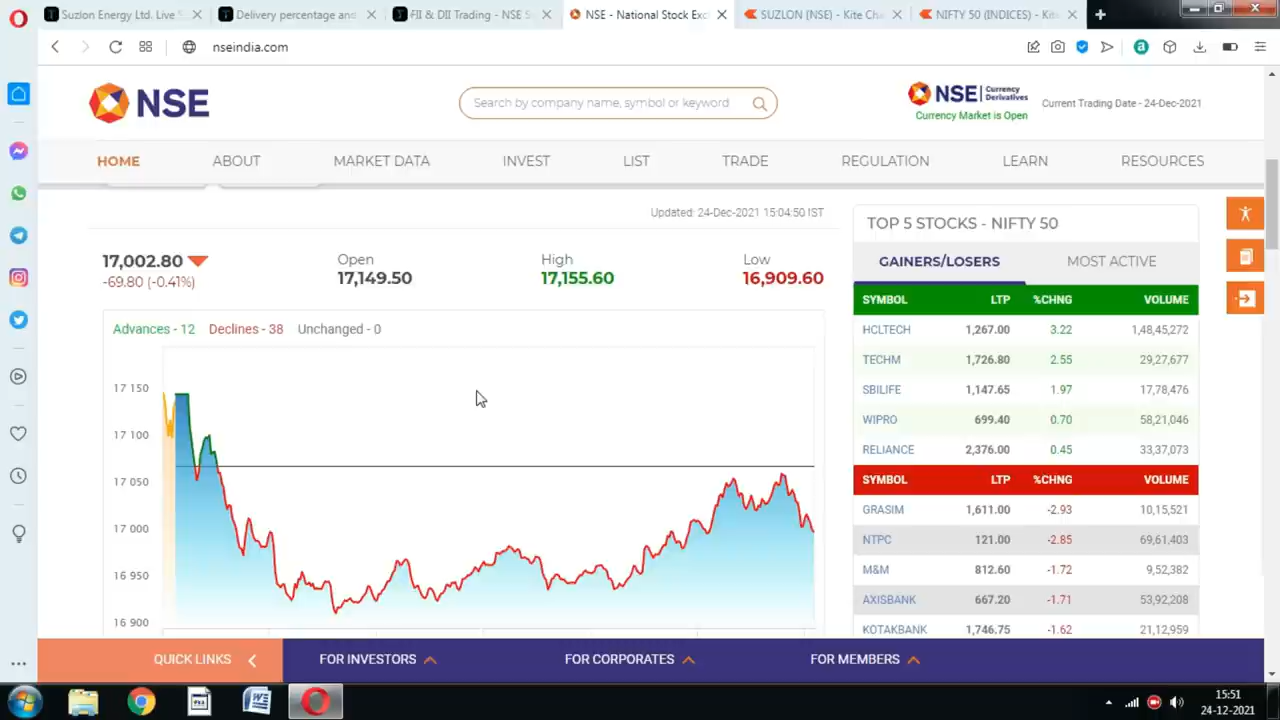 Suzlon Energy Ltd. Live S
Delivery percentage and
FII & DII Trading - NSE S
NSE - National Stock Exc
SUZLON (NSE) - Kite Cha
NIFTY 50 (INDICES) - Kite
nseindia.com
NSE
Search by company name, symbol or keyword
NSE Currency Derivatives
Currency Market is Open
Current Trading Date - 24-Dec-2021
HOME ABOUT MARKET DATA INVEST LIST TRADE REGULATION LEARN RESOURCES
Updated: 24-Dec-2021 15:04:50 IST
17,002.80
-69.80 (-0.41%)
Open
17,149.50
High
17,155.60
Low
16,909.60
Advances - 12 Declines - 38 Unchanged - 0
17 150
17 100
17 050
17 000
16 950
16 900
TOP 5 STOCKS - NIFTY 50
GAINERS/LOSERS MOST ACTIVE
SYMBOL LTP %CHNG VOLUME
HCLTECH 1,267.00 3.22 1,48,45,272
TECHM 1,726.80 2.55 29,27,677
SBILIFE 1,147.65 1.97 17,78,476
WIPRO 699.40 0.70 58,21,046
RELIANCE 2,376.00 0.45 33,37,073
SYMBOL LTP %CHNG VOLUME
GRASIM 1,611.00 -2.93 10,15,521
NTPC 121.00 -2.85 69,61,403
M&M 812.60 -1.72 9,52,382
AXISBANK 667.20 -1.71 53,92,208
KOTAKBANK 1,746.75 -1.62 21,12,959
QUICK LINKS FOR INVESTORS FOR CORPORATES FOR MEMBERS
15:51
24-12-2021